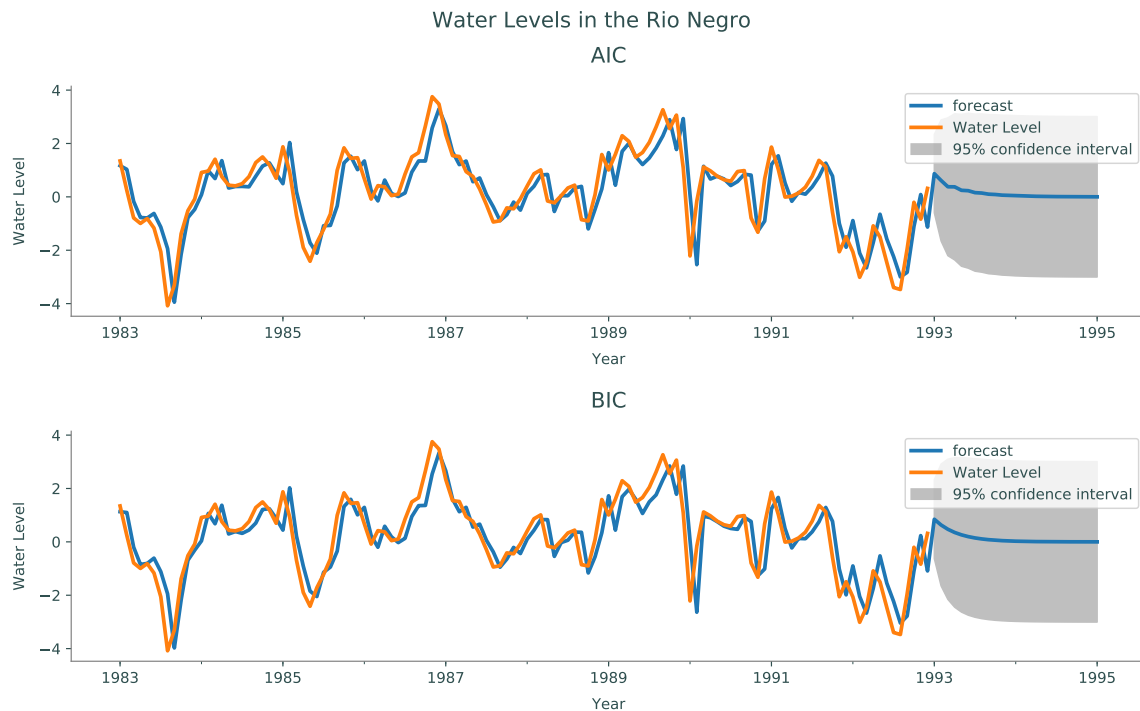 Water Levels in the Rio Negro
AIC
4
2
0
−2
−4
Water Level
forecast
Water Level
95% confidence interval
1983 1985 1987 1989 1991 1993 1995
Year
BIC
4
2
0
−2
−4
Water Level
forecast
Water Level
95% confidence interval
1983 1985 1987 1989 1991 1993 1995
Year